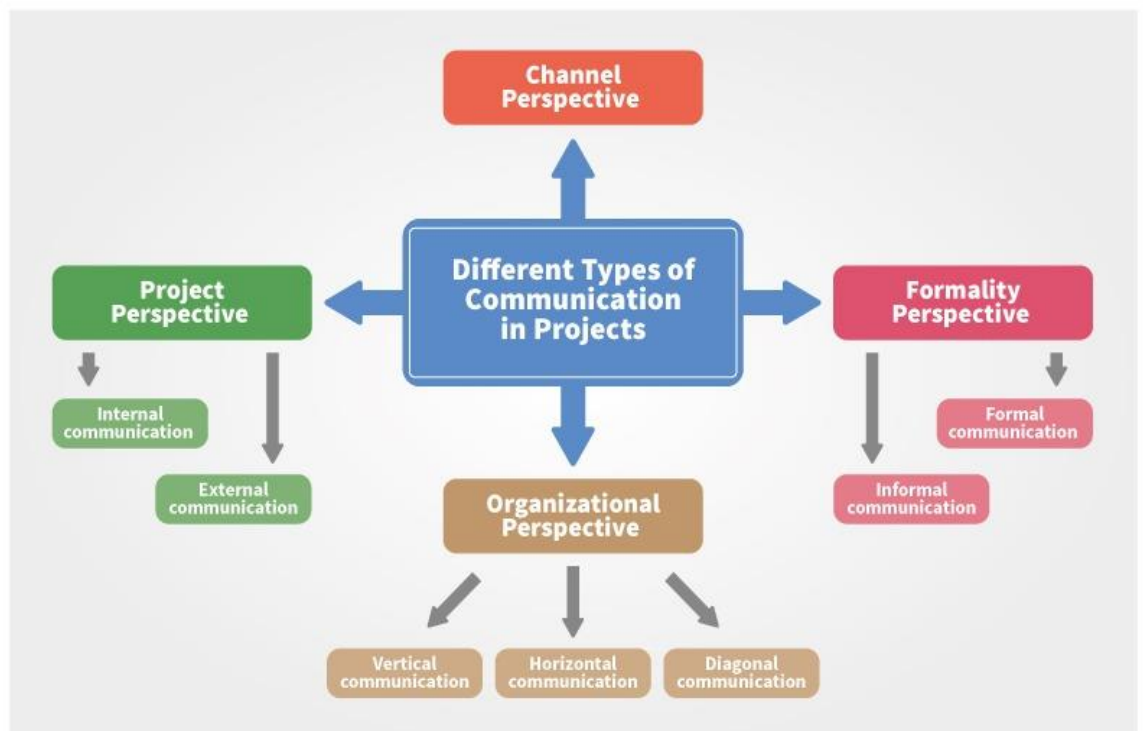 Channel
Perspective
Different Types of
Communication
in Projects
Project
Perspective
Internal
communication
External
communication
Formality
Perspective
Formal
communication
Informal
communication
Organizational
Perspective
Vertical
communication
Horizontal
communication
Diagonal
communication